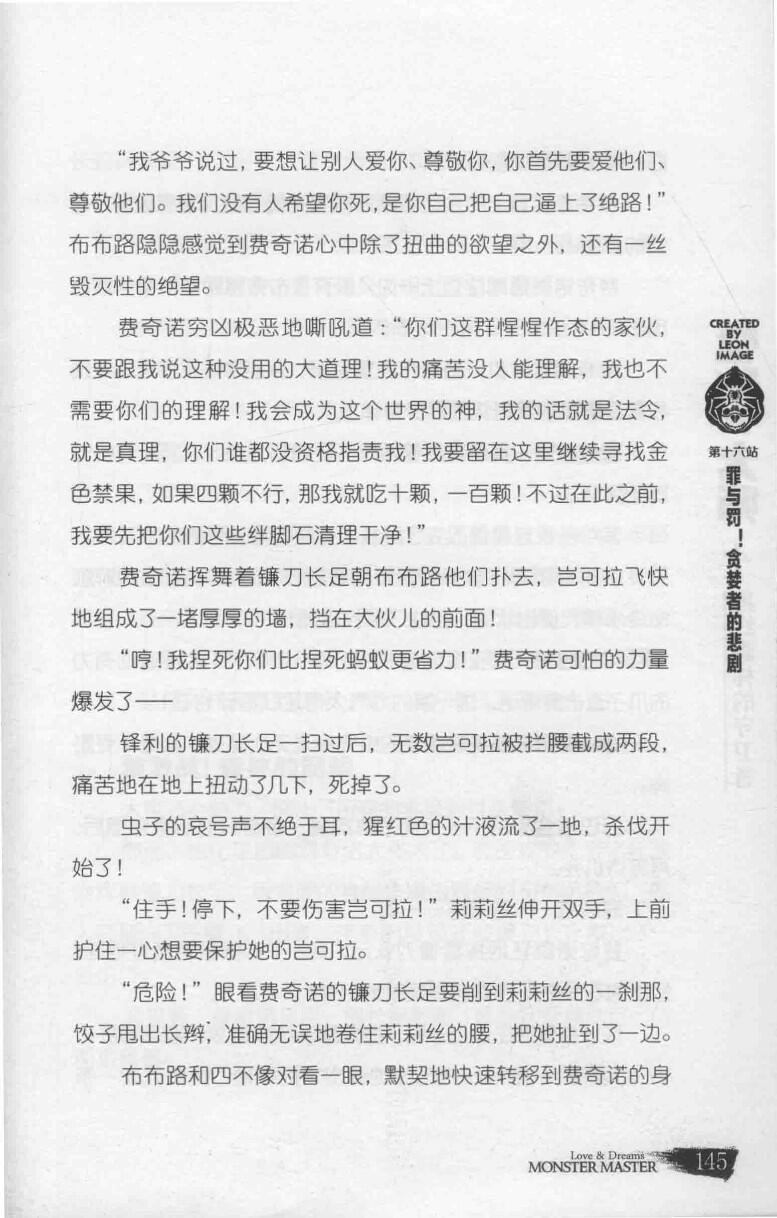 “我爷爷说过，要想让别人爱你、尊敬你，你首先要爱他们、
尊敬他们。我们没有人希望你死，是你自己把自己逼上了绝路！”
布布路隐隐感觉到费奇诺心中除了扭曲的欲望之外，还有一丝
毁灭性的绝望。
费奇诺穷凶极恶地嘶吼道：“你们这群惺惺作态的家伙，
不要跟我说这种没用的大道理！我的痛苦没人能理解，我也不
需要你们的理解！我会成为这个世界的神，我的话就是法令，
就是真理，你们谁都没资格指责我！我要留在这里继续寻找金
色禁果，如果四颗不行，那我就吃十颗，一百颗！不过在此之前，
我要先把你们这些绊脚石清理干净！”
费奇诺挥舞着镰刀长足朝布布路他们扑去，岂可拉飞快
地组成了一堵厚厚的墙，挡在大伙儿的前面！
“哼！我捏死你们比捏死蚂蚁更省力！”费奇诺可怕的力量
爆发了——
锋利的镰刀长足一扫过后，无数岂可拉被拦腰截成两段，
痛苦地在地上扭动了几下，死掉了。
虫子的哀号声不绝于耳，猩红色的汁液流了一地，杀伐开
始了！
“住手！停下，不要伤害岂可拉！”莉莉丝伸开双手，上前
护住一心想要保护她的岂可拉。
“危险！”眼看费奇诺的镰刀长足要削到莉莉丝的一刹那，
饺子甩出长辫，准确无误地卷住莉莉丝的腰，把她扯到了一边。
布布路和四不像对看一眼，默契地快速转移到费奇诺的身
CREATED
BY
LEON
IMAGE
第十六站
罪与罚！贪婪者的悲剧
Love & Dreams
MONSTER MASTER
145